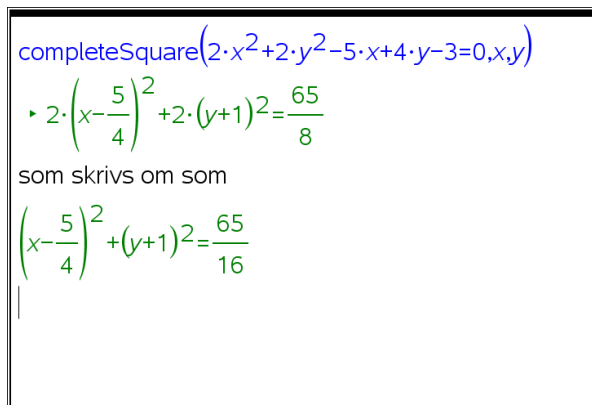 completeSquare(2·x²+2·y²−5·x+4·y−3=0,x,y)
▸ 2·(x−5/4)²+2·(y+1)²=65/8
som skrivs om som
(x−5/4)²+(y+1)²=65/16